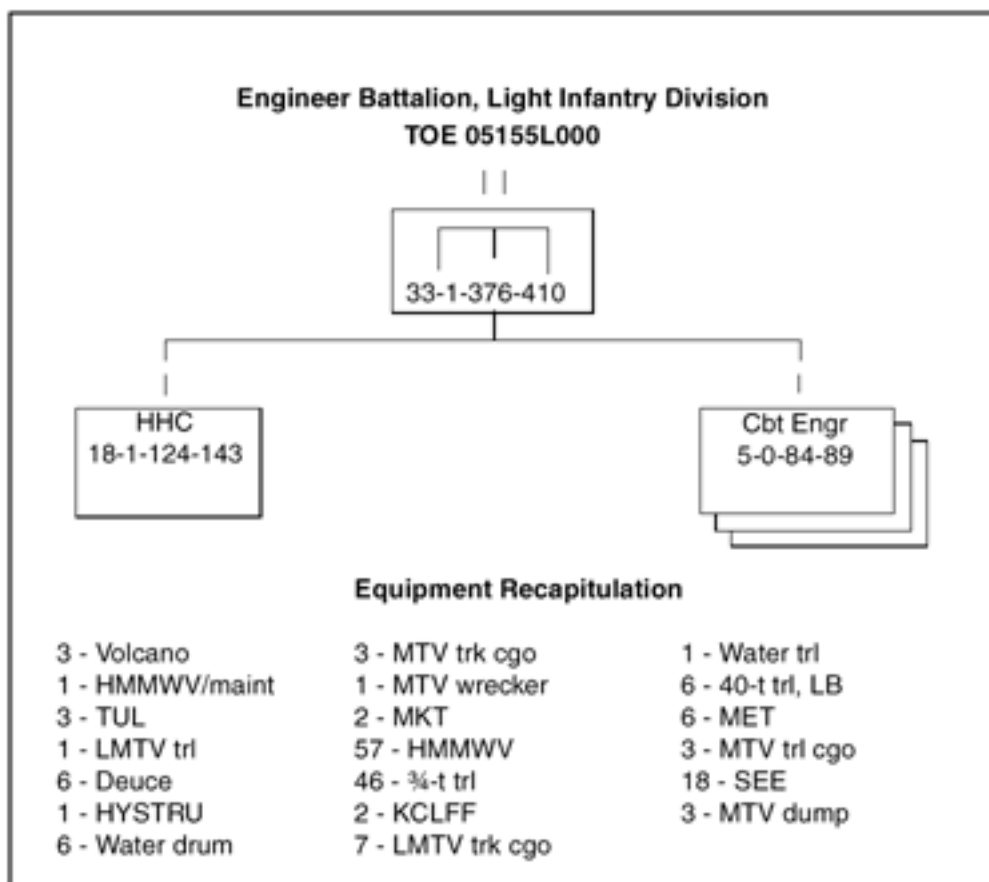 Engineer Battalion, Light Infantry Division
TOE 05155L000
33-1-376-410
HHC
18-1-124-143
Cbt Engr
5-0-84-89
Equipment Recapitulation
3 - Volcano
1 - HMMWV/maint
3 - TUL
1 - LMTV trl
6 - Deuce
1 - HYSTRU
6 - Water drum
3 - MTV trk cgo
1 - MTV wrecker
2 - MKT
57 - HMMWV
46 - ¾-t trl
2 - KCLFF
7 - LMTV trk cgo
1 - Water trl
6 - 40-t trl, LB
6 - MET
3 - MTV trl cgo
18 - SEE
3 - MTV dump